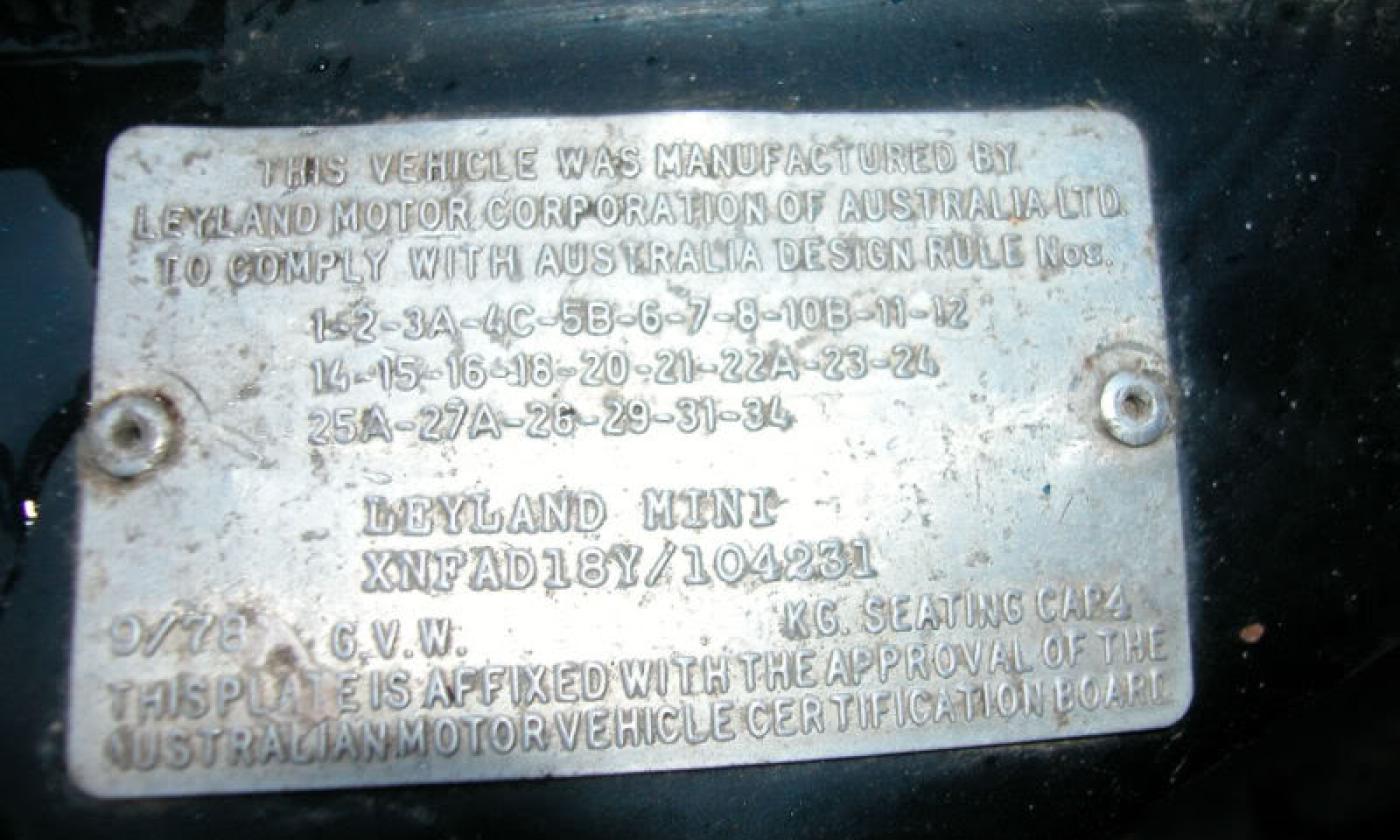 THIS VEHICLE WAS MANUFACTURED BY
LEYLAND MOTOR CORPORATION OF AUSTRALIA LTD.
TO COMPLY WITH AUSTRALIA DESIGN RULE Nos.
1-2-3A-4C-5B-6-7-8-10B-11-12
14-15-16-18-20-21-22A-23-24
25A-27A-26-29-31-34
LEYLAND MINI
XNFAD18Y/104231
9/78 G.V.W. KG. SEATING CAP4
THIS PLATE IS AFFIXED WITH THE APPROVAL OF THE
AUSTRALIAN MOTOR VEHICLE CERTIFICATION BOARD.